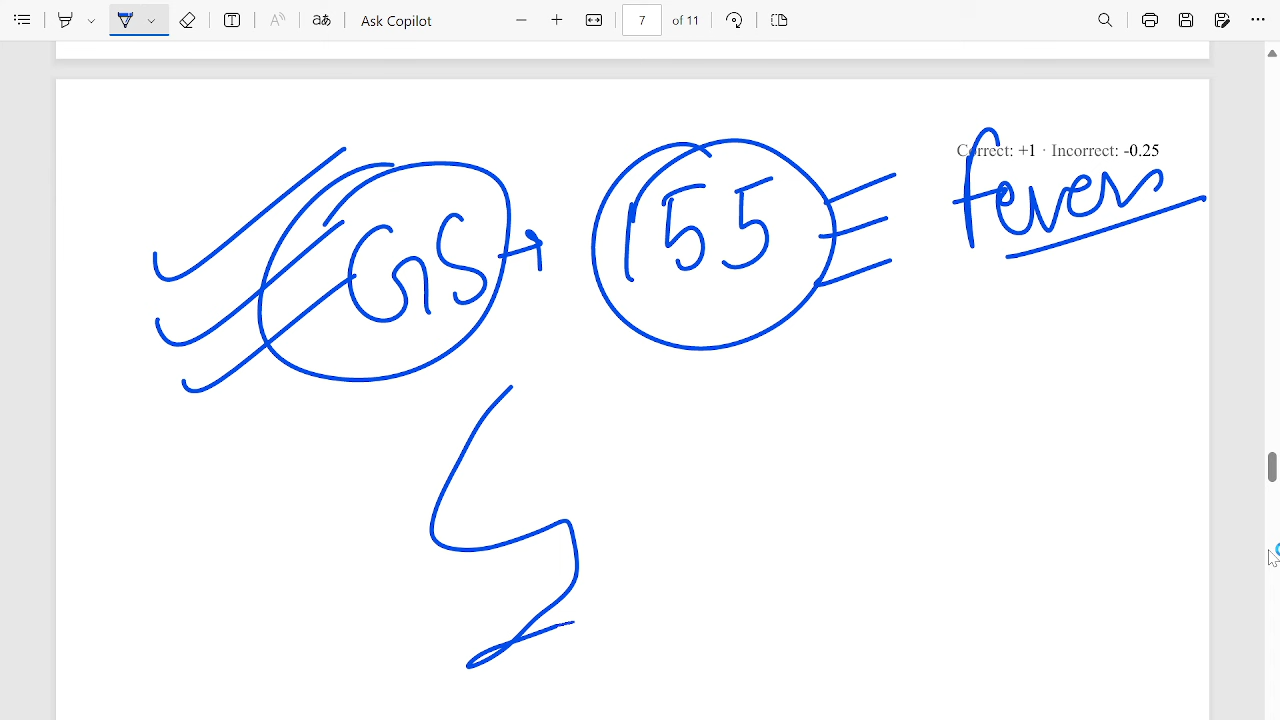 Ask Copilot 7 of 11
Correct: +1 · Incorrect: -0.25
GS → 155 fever